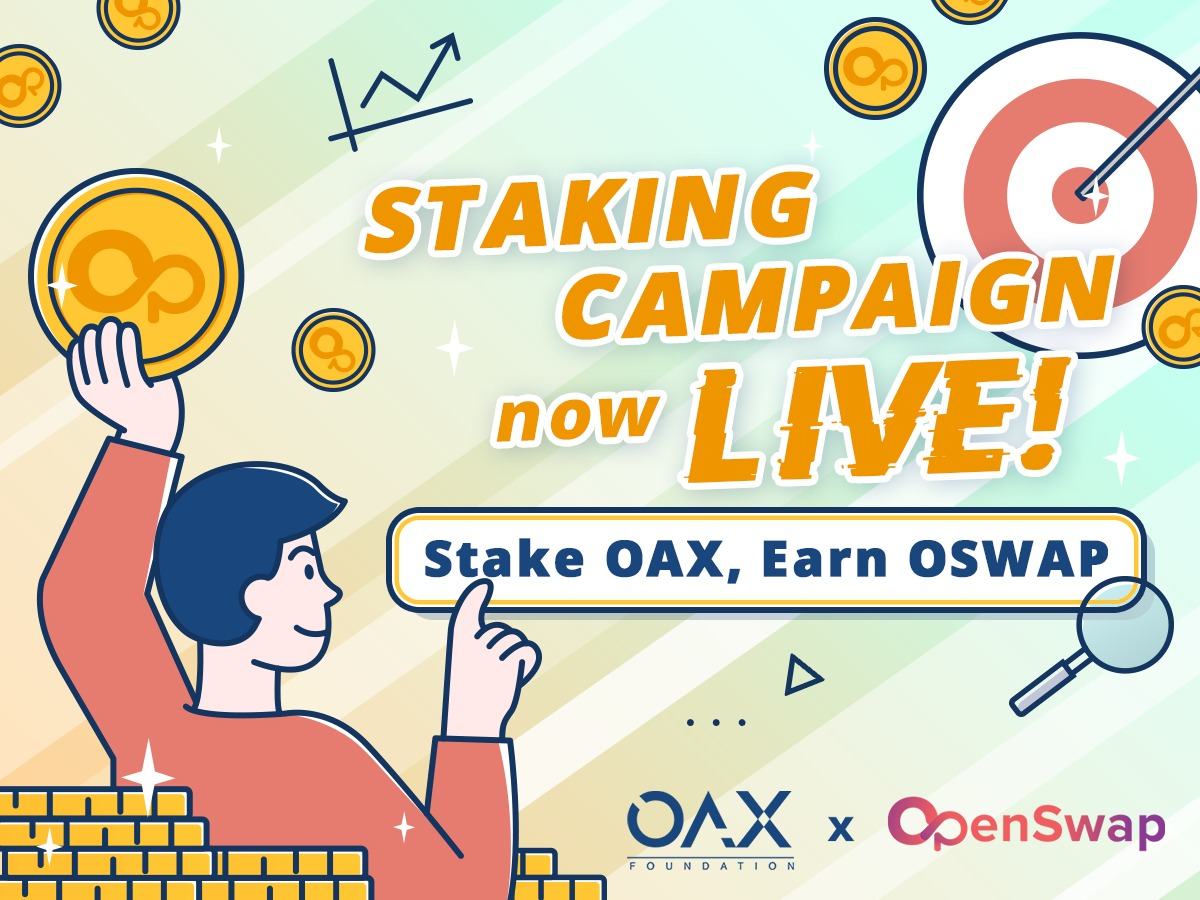 STAKING
CAMPAIGN
now LIVE!
Stake OAX, Earn OSWAP
OAX x OpenSwap
FOUNDATION